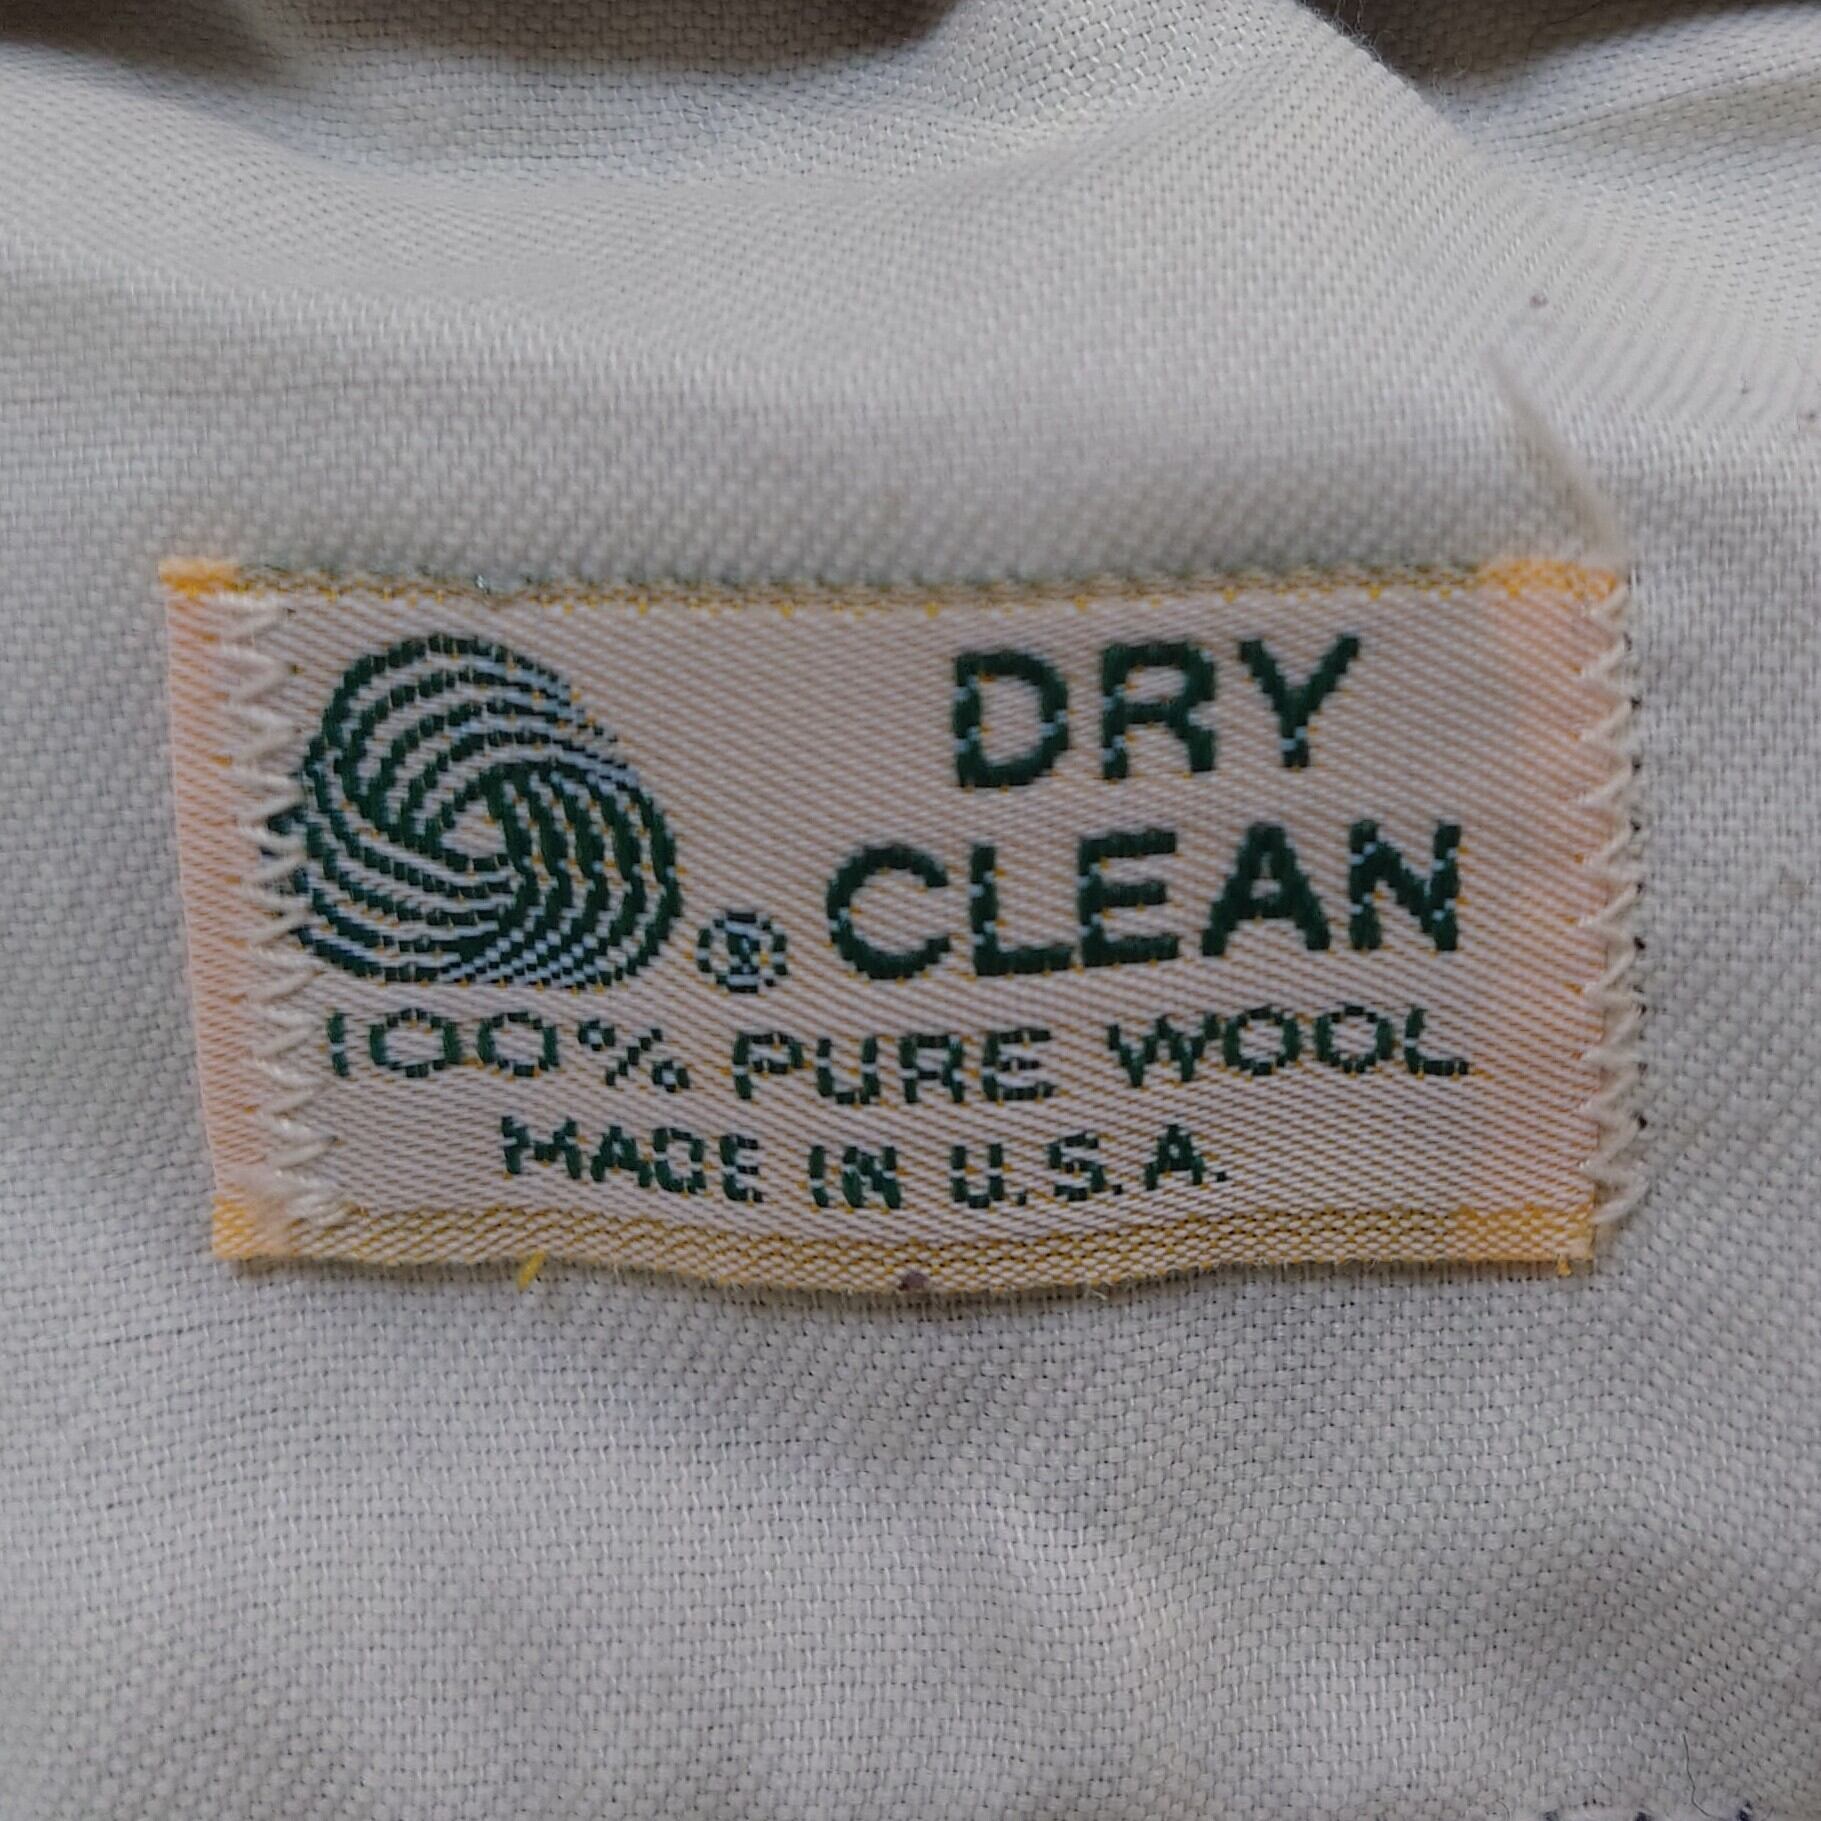 DRY
CLEAN
®
100% PURE WOOL
MADE IN U.S.A.